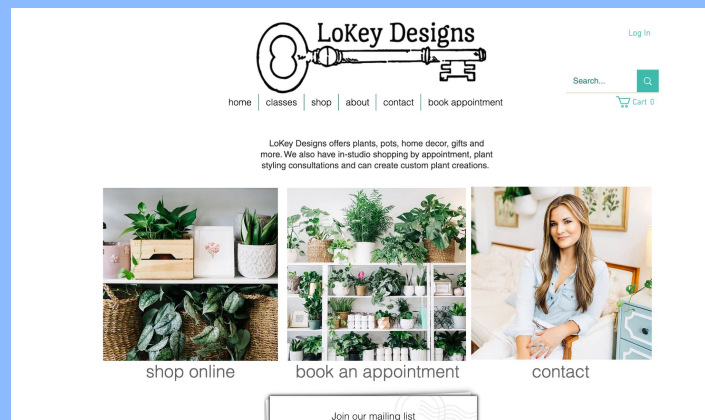 LoKey Designs
Log In
Search...
Cart 0
home classes shop about contact book appointment
LoKey Designs offers plants, pots, home decor, gifts and
more. We also have in-studio shopping by appointment, plant
styling consultations and can create custom plant creations.
shop online book an appointment contact
Join our mailing list